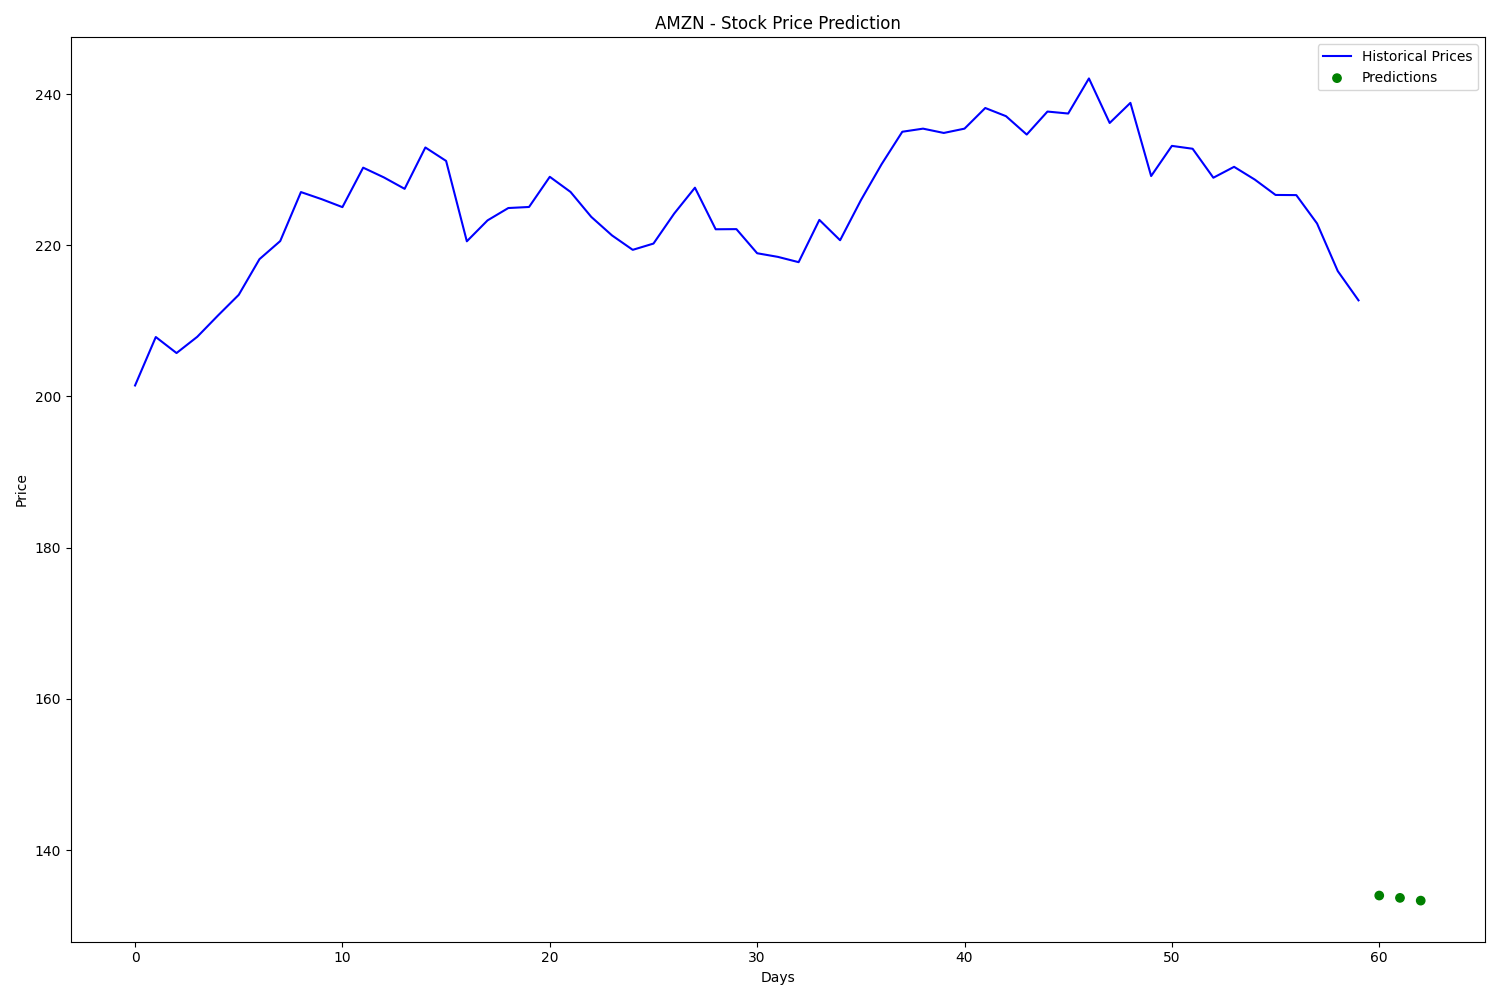 AMZN - Stock Price Prediction
Historical Prices
Predictions
240
220
200
180
160
140
Price
0 10 20 30 40 50 60
Days